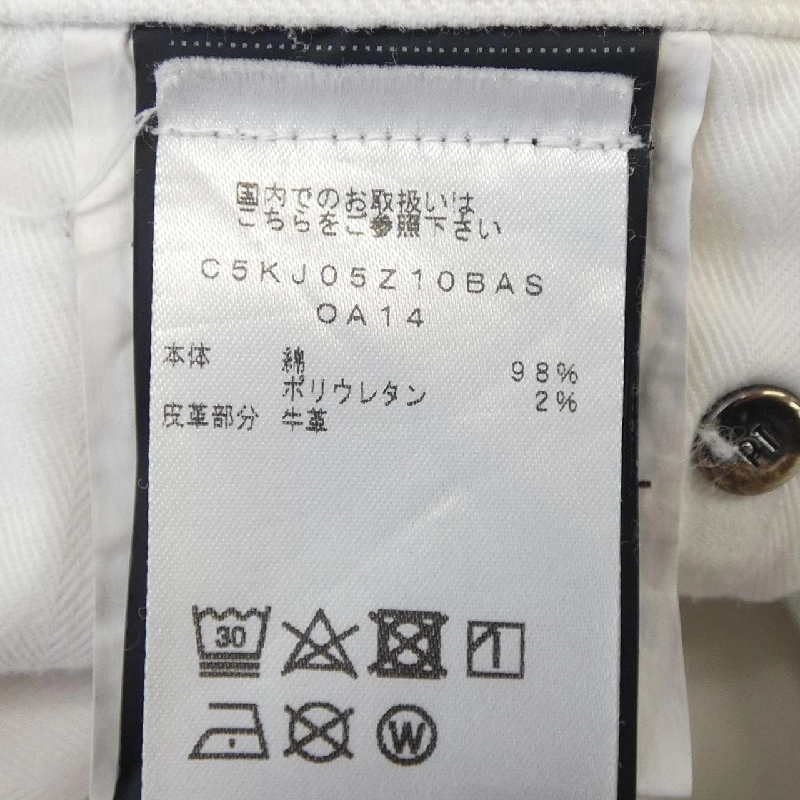 国内でのお取扱いは
こちらをご参照下さい
C5KJ05Z10BAS
OA14
本体 綿 98%
ポリウレタン 2%
皮革部分 牛革
30
W